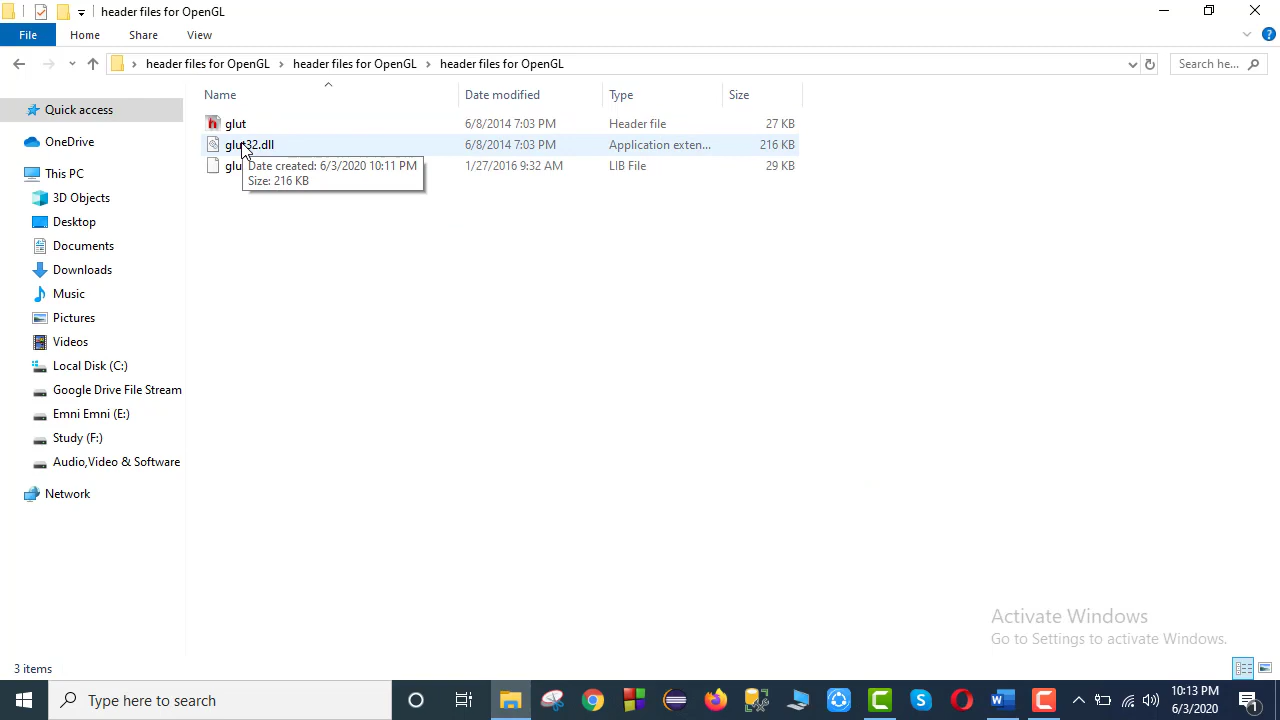 header files for OpenGL
File Home Share View
header files for OpenGL header files for OpenGL header files for OpenGL Search he...
Name Date modified Type Size
Quick access
OneDrive
This PC
3D Objects
Desktop
Documents
Downloads
Music
Pictures
Videos
Local Disk (C:)
Google Drive File Stream
Emni Emni (E:)
Study (F:)
Audio,Video & Software
Network
glut 6/8/2014 7:03 PM Header file 27 KB
glut32.dll 6/8/2014 7:03 PM Application exten... 216 KB
1/27/2016 9:32 AM LIB File 29 KB
Date created: 6/3/2020 10:11 PM
Size: 216 KB
Activate Windows
Go to Settings to activate Windows.
3 items
Type here to search
10:13 PM
6/3/2020